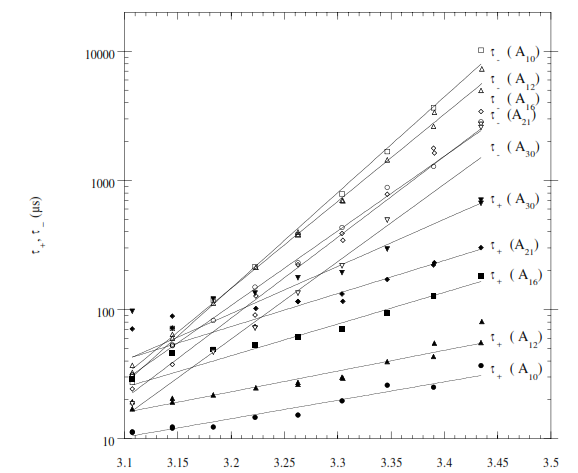 10000
1000
100
10
τ+, τ− (μs)
τ- ( A10)
τ- ( A12)
τ- ( A16)
τ- (A21)
τ- ( A30)
τ+ ( A30)
τ+ ( A21)
τ+ ( A16)
τ+ ( A12)
τ+ ( A10)
3.1 3.15 3.2 3.25 3.3 3.35 3.4 3.45 3.5